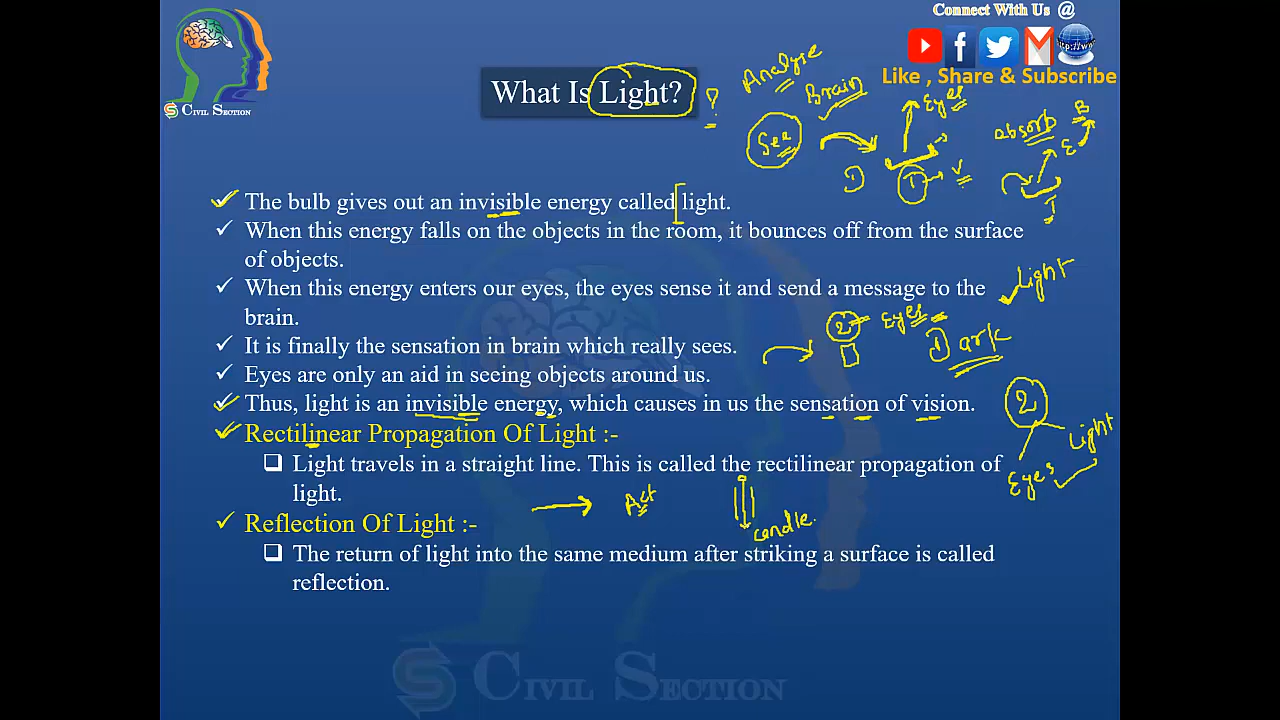 Connect With Us @
http://ww
Like , Share & Subscribe
CIVIL SECTION
What Is Light?
?
Analyse
Brain
Eyes
See
D
T
V
absorb
B
E
T
The bulb gives out an invisible energy called light.
When this energy falls on the objects in the room, it bounces off from the surface
of objects.
When this energy enters our eyes, the eyes sense it and send a message to the
brain.
Light
2 Eyes
Dark
It is finally the sensation in brain which really sees.
Eyes are only an aid in seeing objects around us.
Thus, light is an invisible energy, which causes in us the sensation of vision.
2
Light
Eyes
Rectilinear Propagation Of Light :-
Light travels in a straight line. This is called the rectilinear propagation of
light.
candle
Reflection Of Light :-
The return of light into the same medium after striking a surface is called
reflection.
CIVIL SECTION